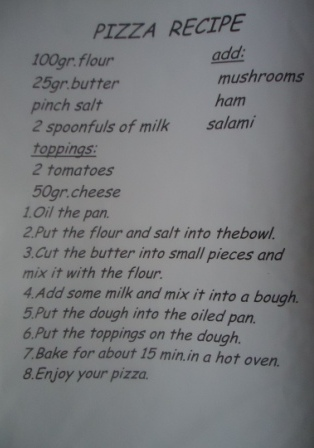 PIZZA RECIPE
100gr.flour
25gr.butter
pinch salt
2 spoonfuls of milk
add:
mushrooms
ham
salami
toppings:
2 tomatoes
50gr.cheese
1.Oil the pan.
2.Put the flour and salt into thebowl.
3.Cut the butter into small pieces and
mix it with the flour.
4.Add some milk and mix it into a bough.
5.Put the dough into the oiled pan.
6.Put the toppings on the dough.
7.Bake for about 15 min.in a hot oven.
8.Enjoy your pizza.